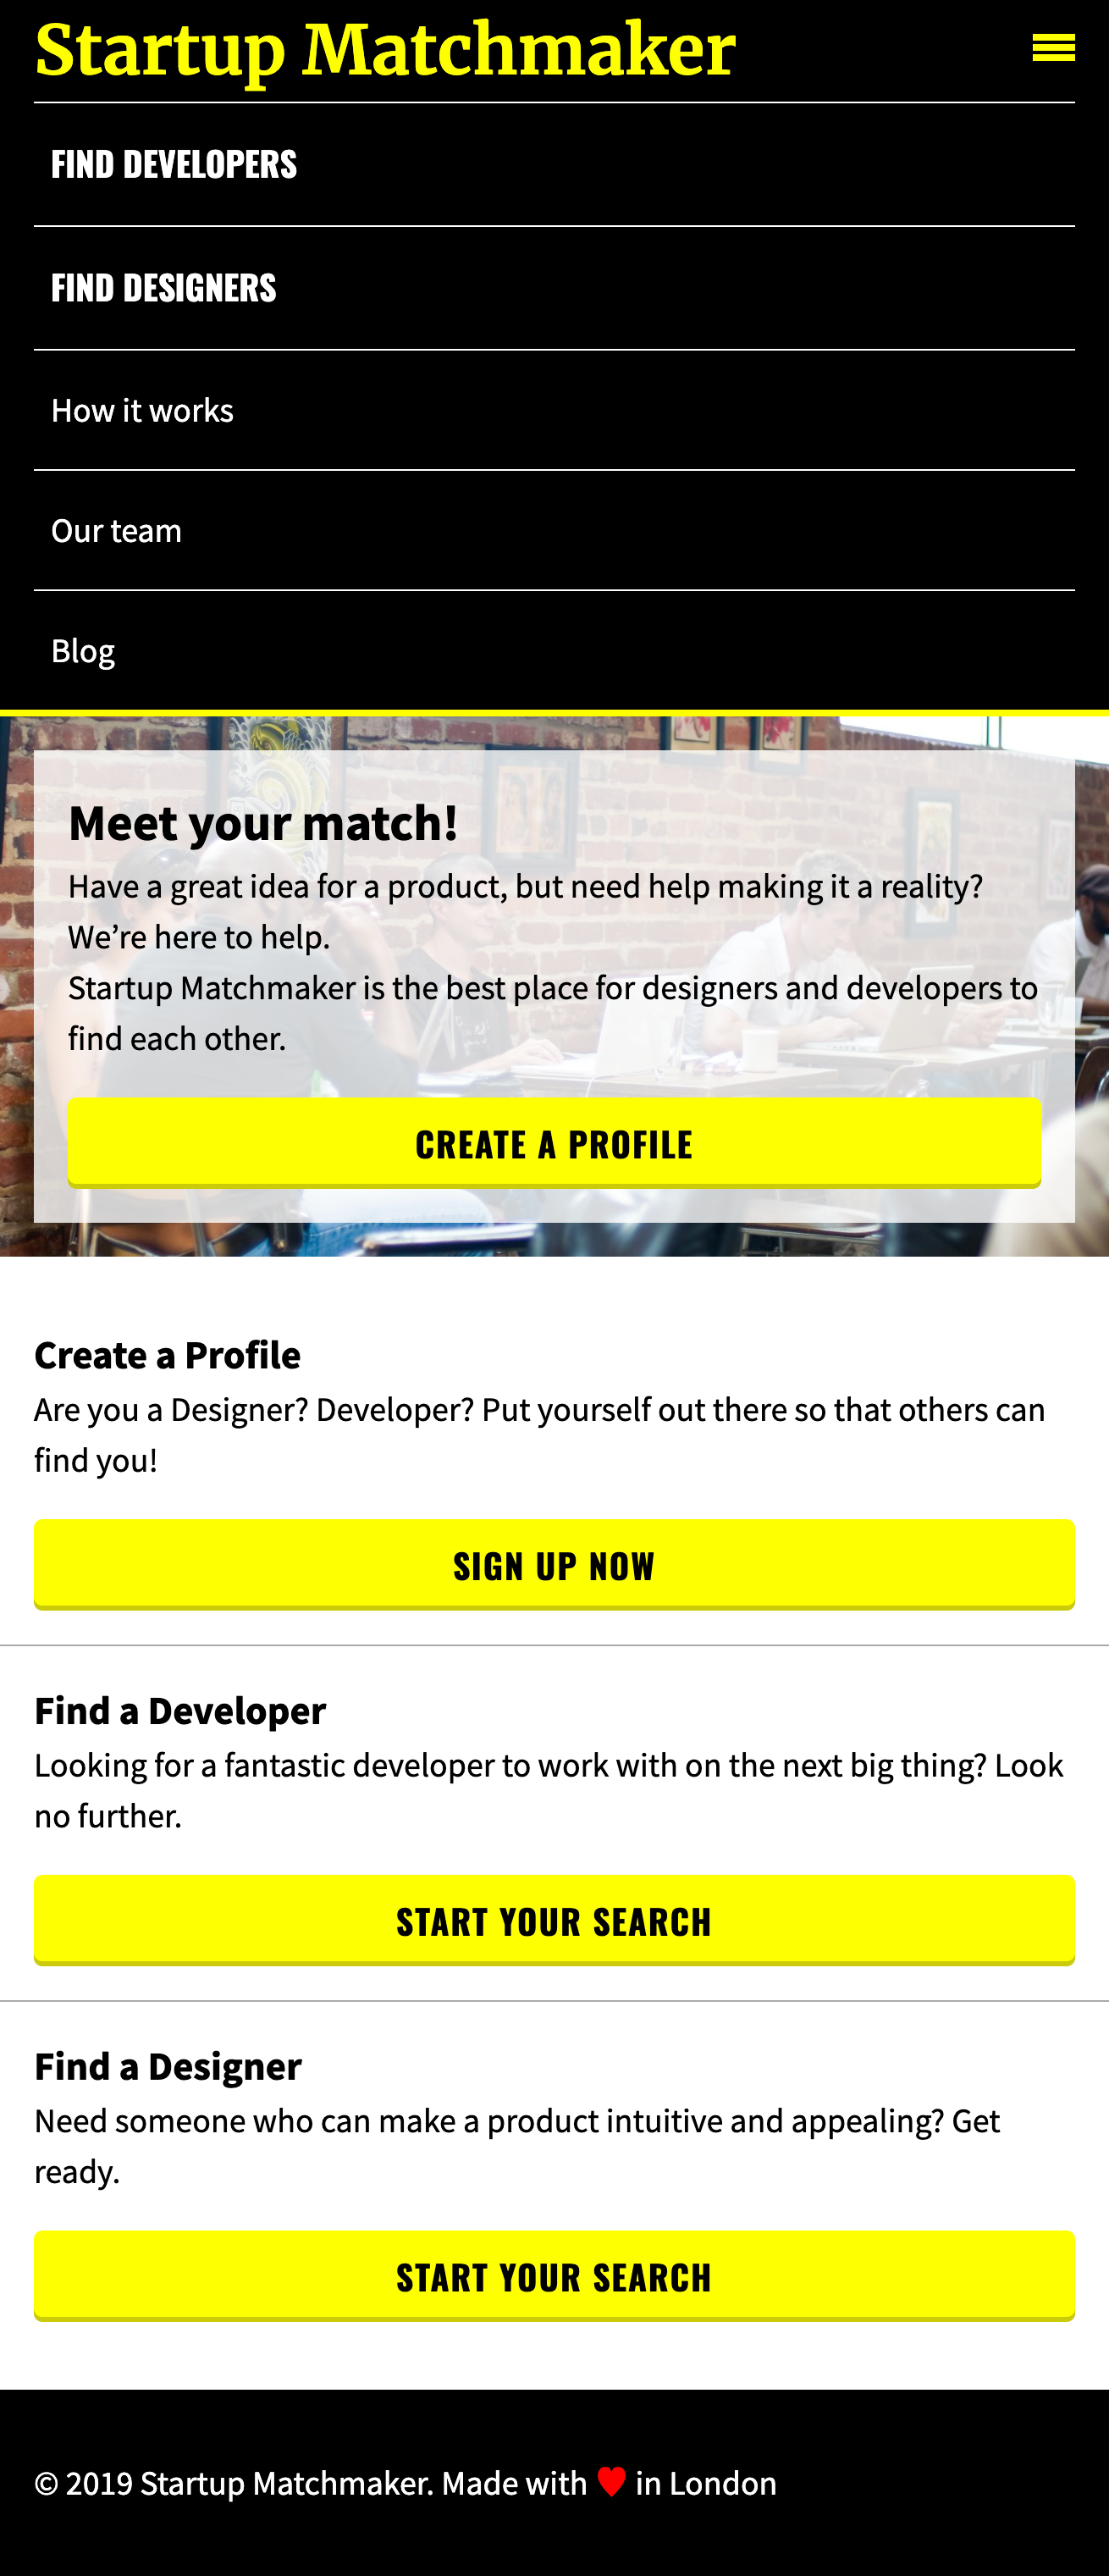 Startup Matchmaker
FIND DEVELOPERS
FIND DESIGNERS
How it works
Our team
Blog
Meet your match!
Have a great idea for a product, but need help making it a reality?
We’re here to help.
Startup Matchmaker is the best place for designers and developers to
find each other.
CREATE A PROFILE
Create a Profile
Are you a Designer? Developer? Put yourself out there so that others can
find you!
SIGN UP NOW
Find a Developer
Looking for a fantastic developer to work with on the next big thing? Look
no further.
START YOUR SEARCH
Find a Designer
Need someone who can make a product intuitive and appealing? Get
ready.
START YOUR SEARCH
© 2019 Startup Matchmaker. Made with ♥ in London